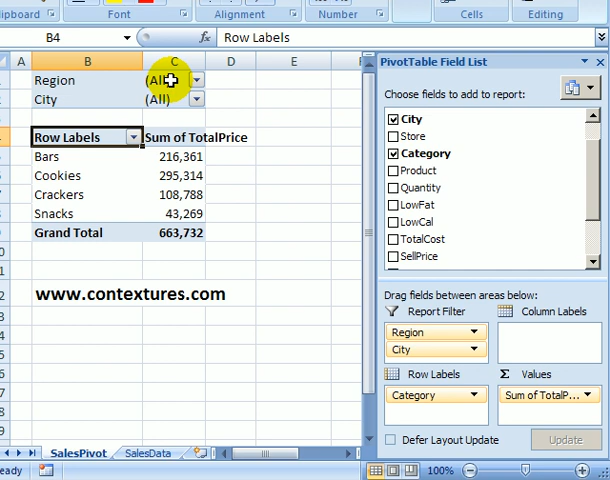 Clipboard
Font
Alignment
Number
Cells
Editing
B4
fx
Row Labels
A
B
C
D
E
Region
(All)
City
(All)
Row Labels
Sum of TotalPrice
Bars
216,361
Cookies
295,314
Crackers
108,788
Snacks
43,269
Grand Total
663,732
www.contextures.com
SalesPivot
SalesData
PivotTable Field List
Choose fields to add to report:
City
Store
Category
Product
Quantity
LowFat
LowCal
TotalCost
SellPrice
Drag fields between areas below:
Report Filter
Column Labels
Region
City
Row Labels
Σ Values
Category
Sum of TotalP...
Defer Layout Update
Update
eady
100%